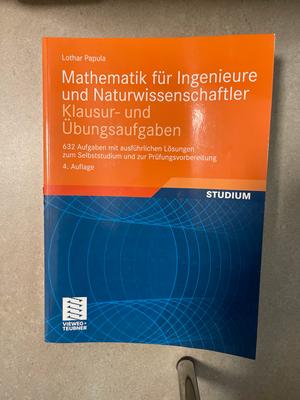 Lothar Papula
Mathematik für Ingenieure
und Naturwissenschaftler
Klausur- und
Übungsaufgaben
632 Aufgaben mit ausführlichen Lösungen
zum Selbststudium und zur Prüfungsvorbereitung
4. Auflage
STUDIUM
VIEWEG+
TEUBNER